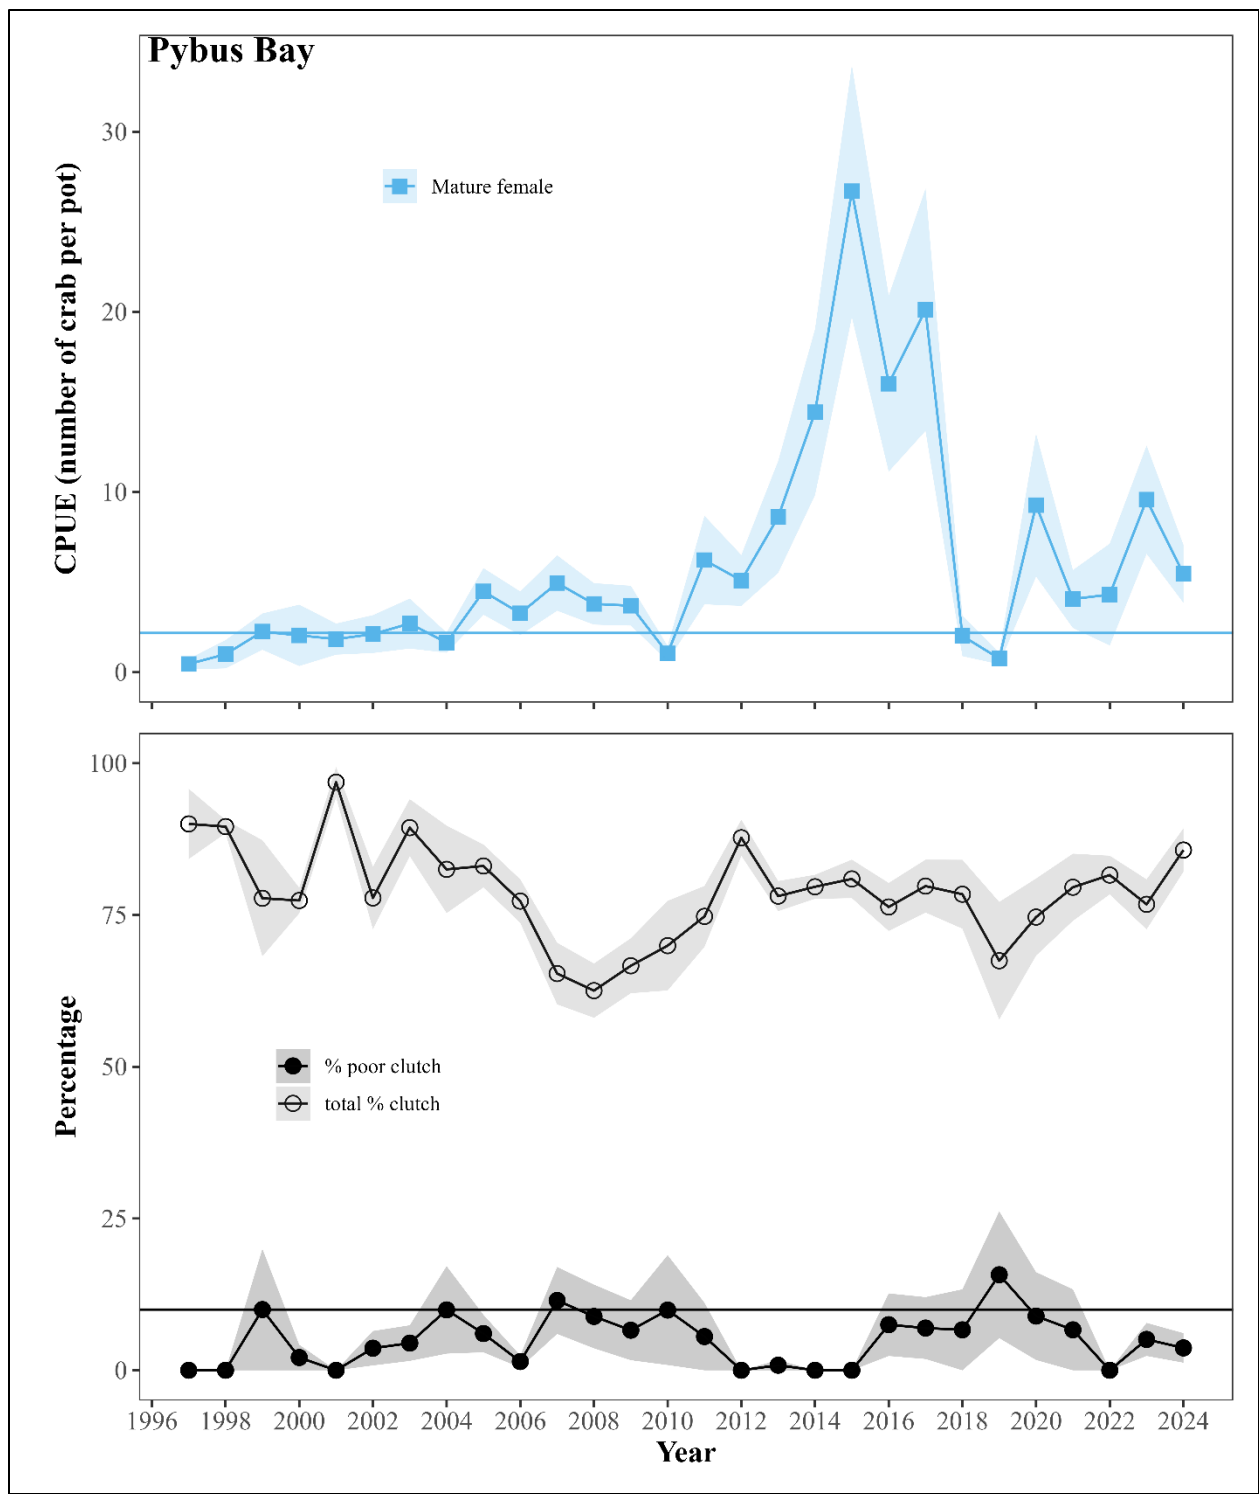 Pybus Bay
CPUE (number of crab per pot)
30
20
10
0
Mature female
Percentage
100
75
50
25
0
% poor clutch
total % clutch
1996 1998 2000 2002 2004 2006 2008 2010 2012 2014 2016 2018 2020 2022 2024
Year